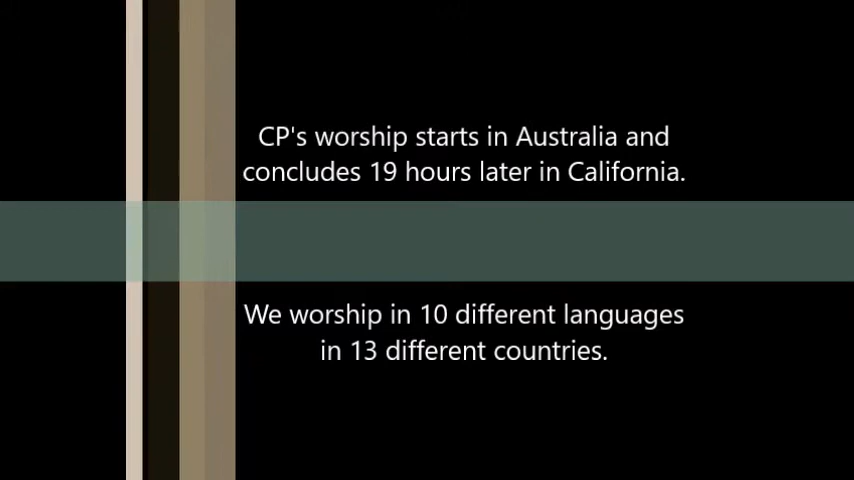 CP's worship starts in Australia and
concludes 19 hours later in California.
We worship in 10 different languages
in 13 different countries.